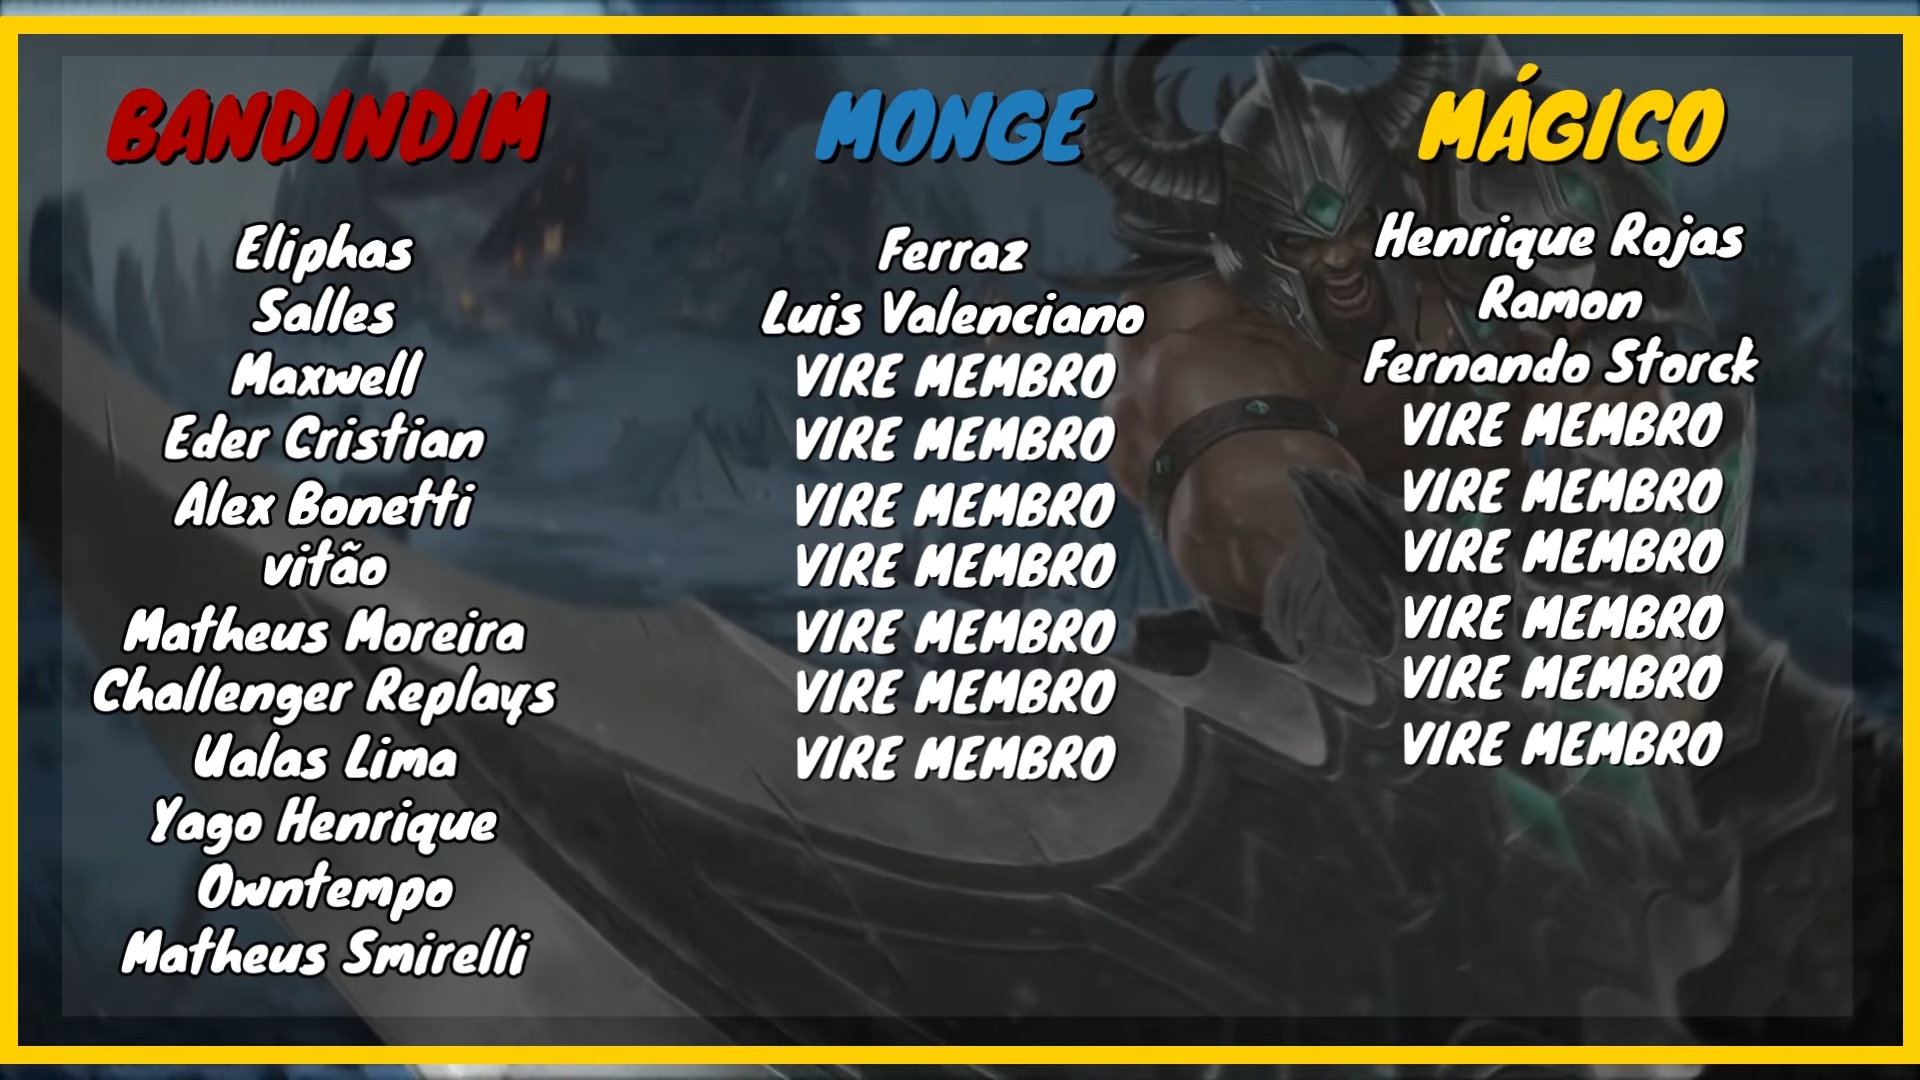 BANDINDIM
Eliphas
Salles
Maxwell
Eder Cristian
Alex Bonetti
vitão
Matheus Moreira
Challenger Replays
Ualas Lima
Yago Henrique
Owntempo
Matheus Smirelli
MONGE
Ferraz
Luis Valenciano
VIRE MEMBRO
VIRE MEMBRO
VIRE MEMBRO
VIRE MEMBRO
VIRE MEMBRO
VIRE MEMBRO
VIRE MEMBRO
MÁGICO
Henrique Rojas
Ramon
Fernando Storck
VIRE MEMBRO
VIRE MEMBRO
VIRE MEMBRO
VIRE MEMBRO
VIRE MEMBRO
VIRE MEMBRO